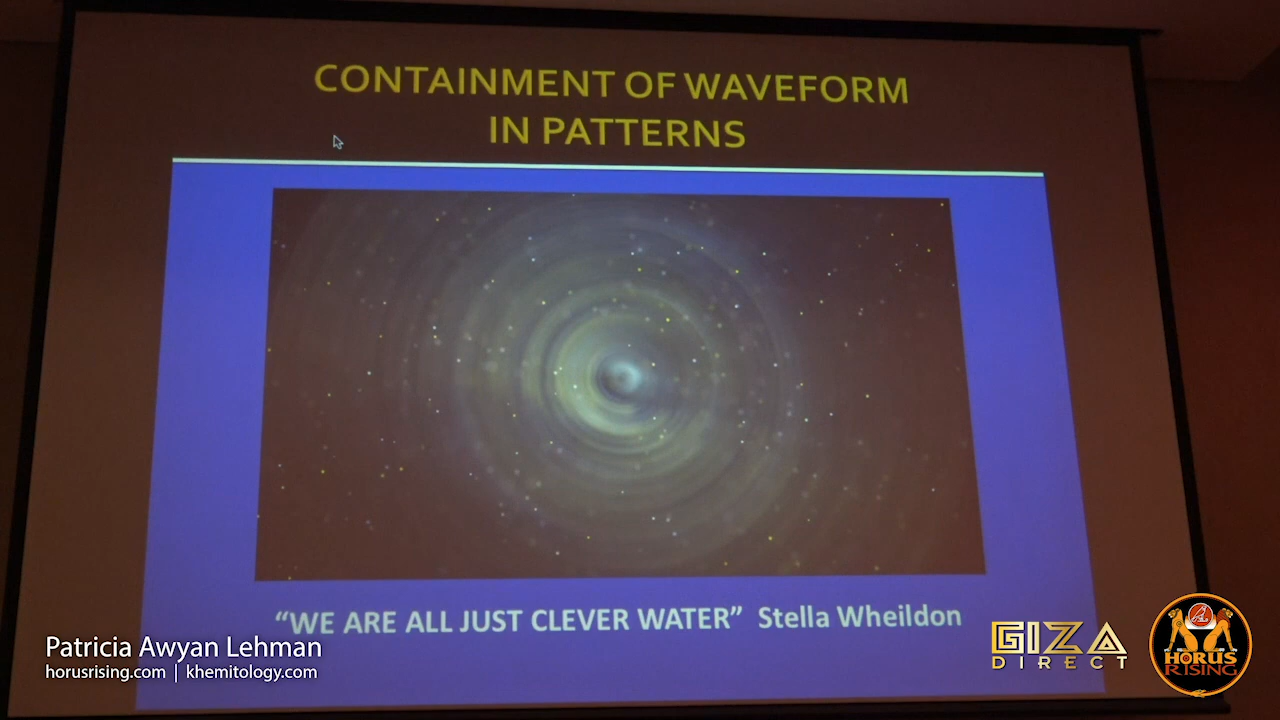 CONTAINMENT OF WAVEFORM
IN PATTERNS
“WE ARE ALL JUST CLEVER WATER” Stella Wheildon
Patricia Awyan Lehman
horusrising.com | khemitology.com
GIZA
DIRECT
HORUS
RISING